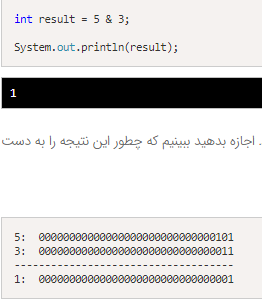 int result = 5 & 3;
System.out.println(result);
1
. اجازه بدهید ببینیم که چطور این نتیجه را به دست
5:  00000000000000000000000000000101
3:  00000000000000000000000000000011
------------------------------------
1:  00000000000000000000000000000001